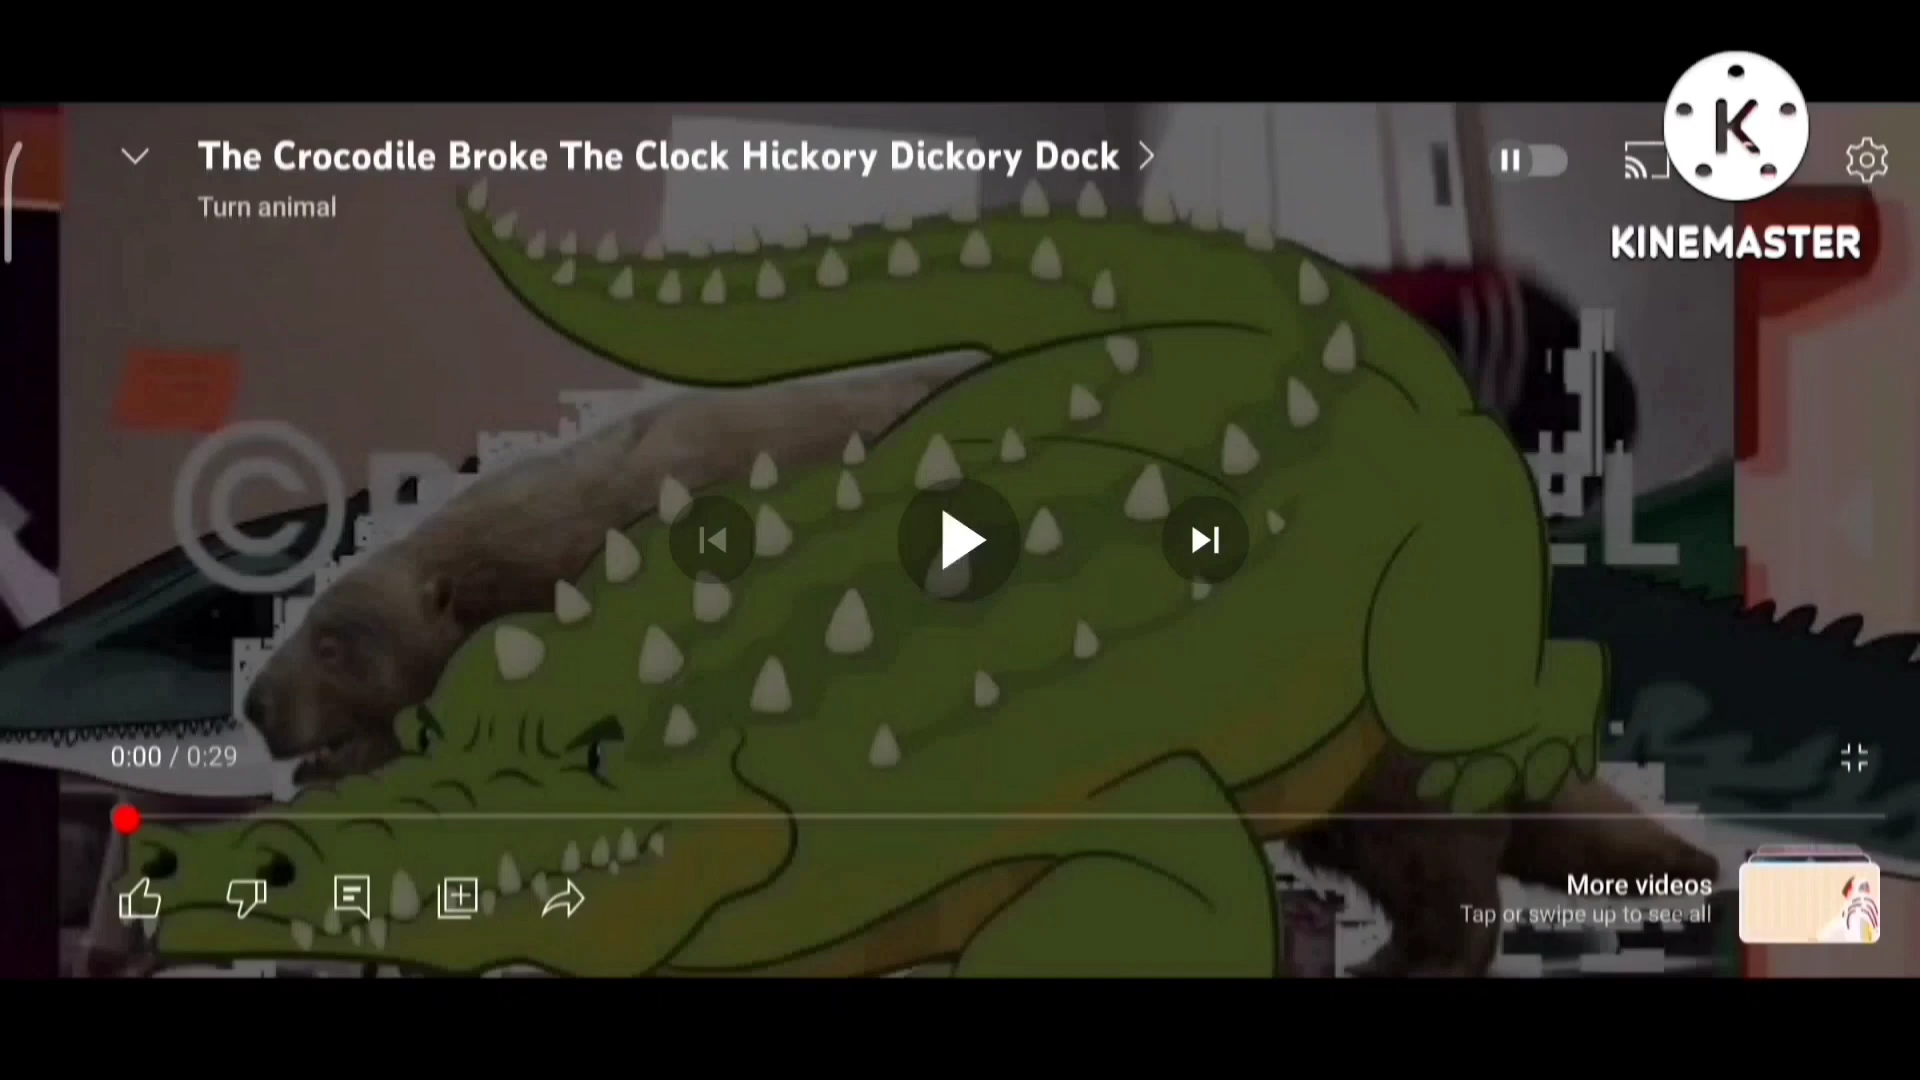 The Crocodile Broke The Clock Hickory Dickory Dock
Turn animal
K
KINEMASTER
©
0:00 / 0:29
More videos
Tap or swipe up to see all